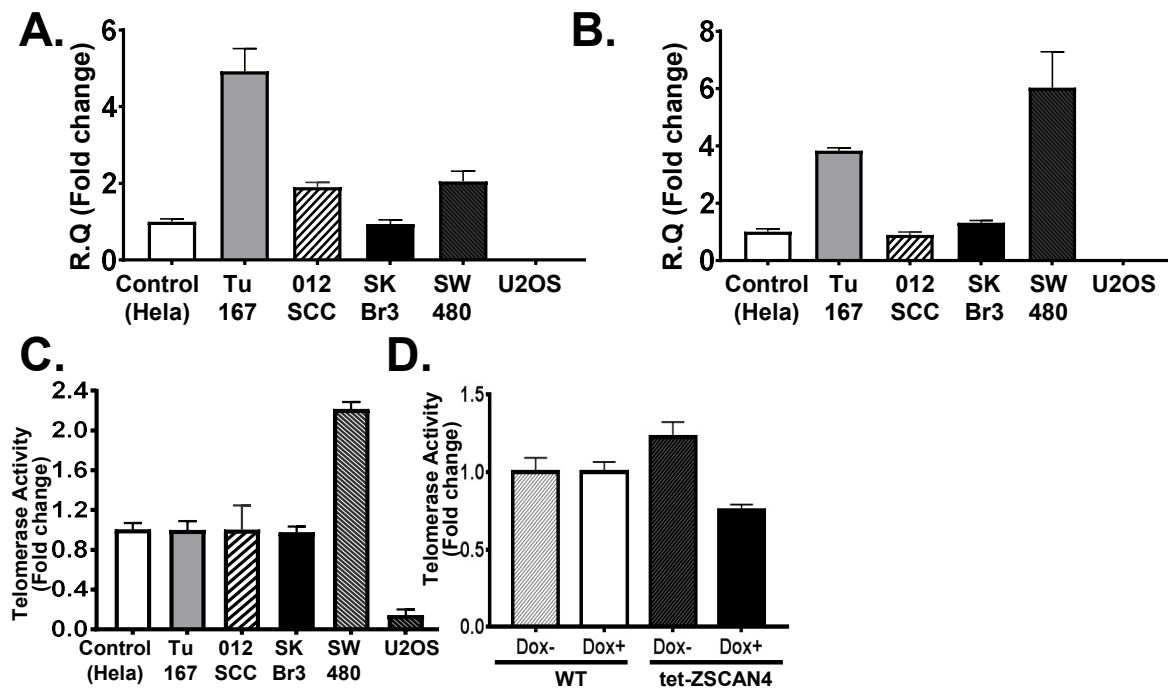 A.
R.Q (Fold change)
6
4
2
0
Control Tu 012 SK SW U2OS
(Hela) 167 SCC Br3 480
B.
R.Q (Fold change)
8
6
4
2
0
Control Tu 012 SK SW U2OS
(Hela) 167 SCC Br3 480
C.
Telomerase Activity
(Fold change)
2.4
2.0
1.6
1.2
0.8
0.4
0.0
Control Tu 012 SK SW U2OS
(Hela) 167 SCC Br3 480
D.
Telomerase Activity
(Fold change)
1.5
1.0
0.5
0.0
Dox- Dox+ Dox- Dox+
WT tet-ZSCAN4